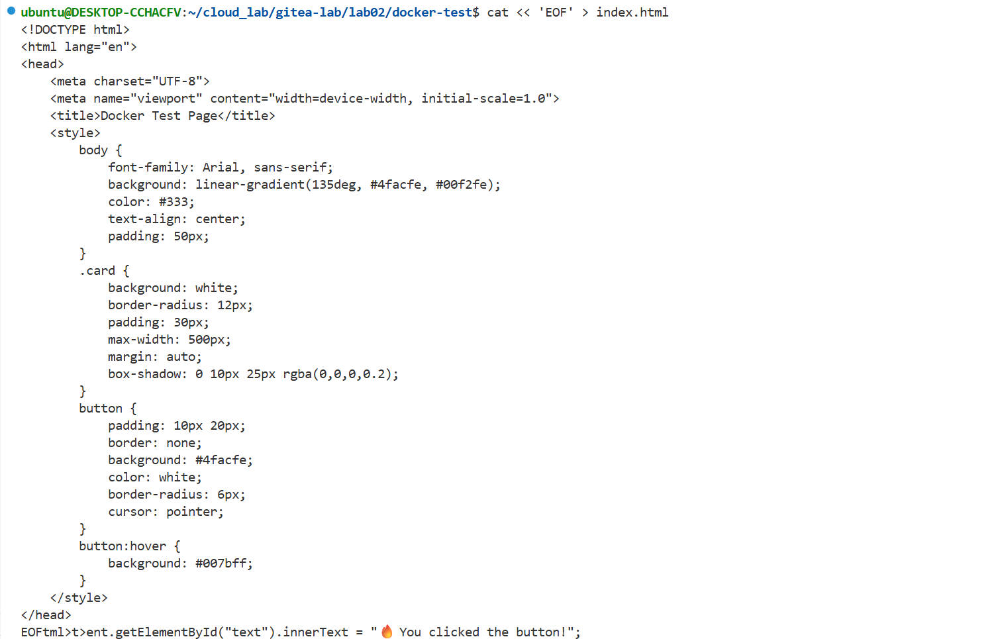 ubuntu@DESKTOP-CCHACFV:~/cloud_lab/gitea-lab/lab02/docker-test$ cat << 'EOF' > index.html
<!DOCTYPE html>
<html lang="en">
<head>
    <meta charset="UTF-8">
    <meta name="viewport" content="width=device-width, initial-scale=1.0">
    <title>Docker Test Page</title>
    <style>
        body {
            font-family: Arial, sans-serif;
            background: linear-gradient(135deg, #4facfe, #00f2fe);
            color: #333;
            text-align: center;
            padding: 50px;
        }
        .card {
            background: white;
            border-radius: 12px;
            padding: 30px;
            max-width: 500px;
            margin: auto;
            box-shadow: 0 10px 25px rgba(0,0,0,0.2);
        }
        button {
            padding: 10px 20px;
            border: none;
            background: #4facfe;
            color: white;
            border-radius: 6px;
            cursor: pointer;
        }
        button:hover {
            background: #007bff;
        }
    </style>
</head>
EOFtml>t>ent.getElementById("text").innerText = "🔥 You clicked the button!";